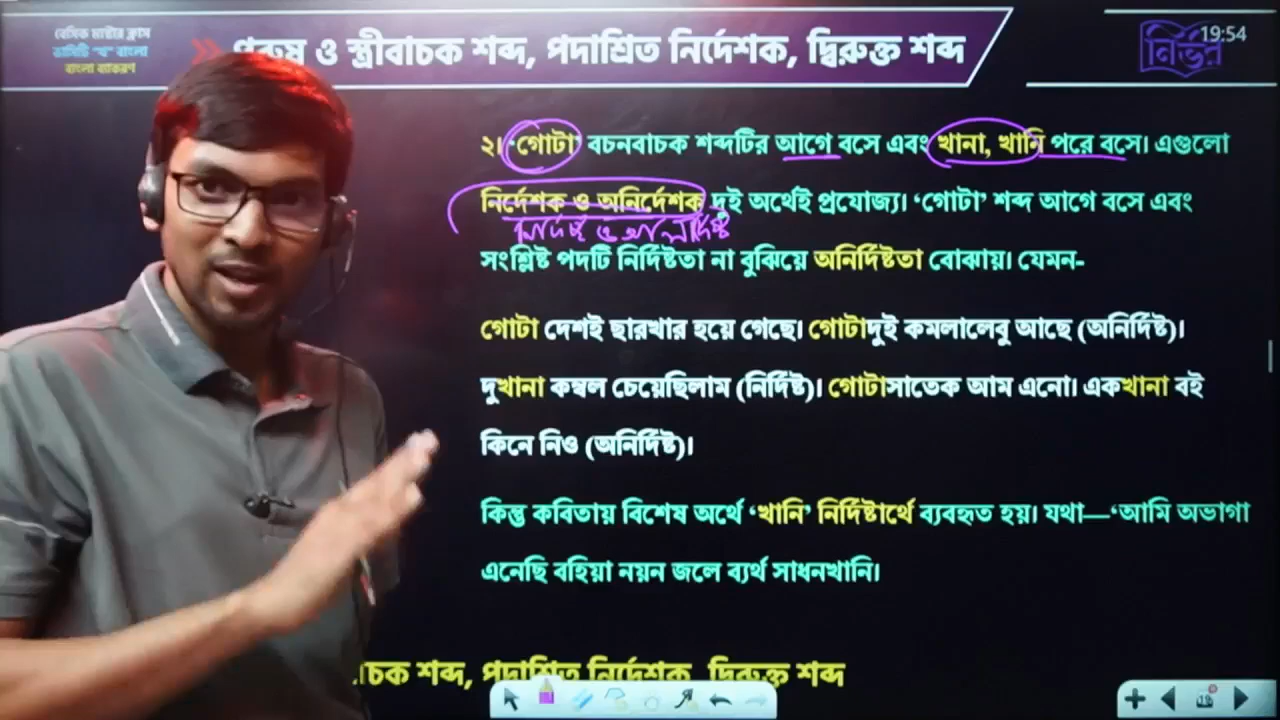 বেসিক মাস্টার ক্লাস
ভার্সিটি "খ" বাংলা
বাংলা ব্যাকরণ
পুরুষ ও স্ত্রীবাচক শব্দ, পদাশ্রিত নির্দেশক, দ্বিরুক্ত শব্দ
নির্ভর
19:54
২। ‘গোটা’ বচনবাচক শব্দটির আগে বসে এবং খানা, খানি পরে বসে। এগুলো
নির্দেশক ও অনির্দেশক দুই অর্থেই প্রযোজ্য। ‘গোটা’ শব্দ আগে বসে এবং
নির্দিষ্ট ও অনির্দিষ্ট
সংশ্লিষ্ট পদটি নির্দিষ্টতা না বুঝিয়ে অনির্দিষ্টতা বোঝায়। যেমন-
গোটা দেশই ছারখার হয়ে গেছে। গোটাদুই কমলালেবু আছে (অনির্দিষ্ট)।
দুখানা কম্বল চেয়েছিলাম (নির্দিষ্ট)। গোটাসাতেক আম এনো। একখানা বই
কিনে নিও (অনির্দিষ্ট)।
কিন্তু কবিতায় বিশেষ অর্থে ‘খানি’ নির্দিষ্টার্থে ব্যবহৃত হয়। যথা—‘আমি অভাগা
এনেছি বহিয়া নয়ন জলে ব্যর্থ সাধনখানি।
বাচক শব্দ, পদাশ্রিত নির্দেশক, দ্বিরুক্ত শব্দ